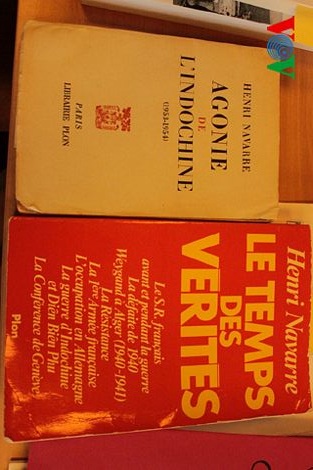 HENRI NAVARRE
AGONIE
DE
L'INDOCHINE
(1953-1954)
PARIS
LIBRAIRIE PLON
Henri Navarre
LE TEMPS
DES
VERITES
Le S.R. français
avant et pendant la guerre
La défaite de 1940
Weygand à Alger (1940-1941)
La Résistance
La 1ère Armée française
L'occupation en Allemagne
La guerre d'Indochine
et Diên Biên Phu
La Conférence de Genève
Plon
VOV